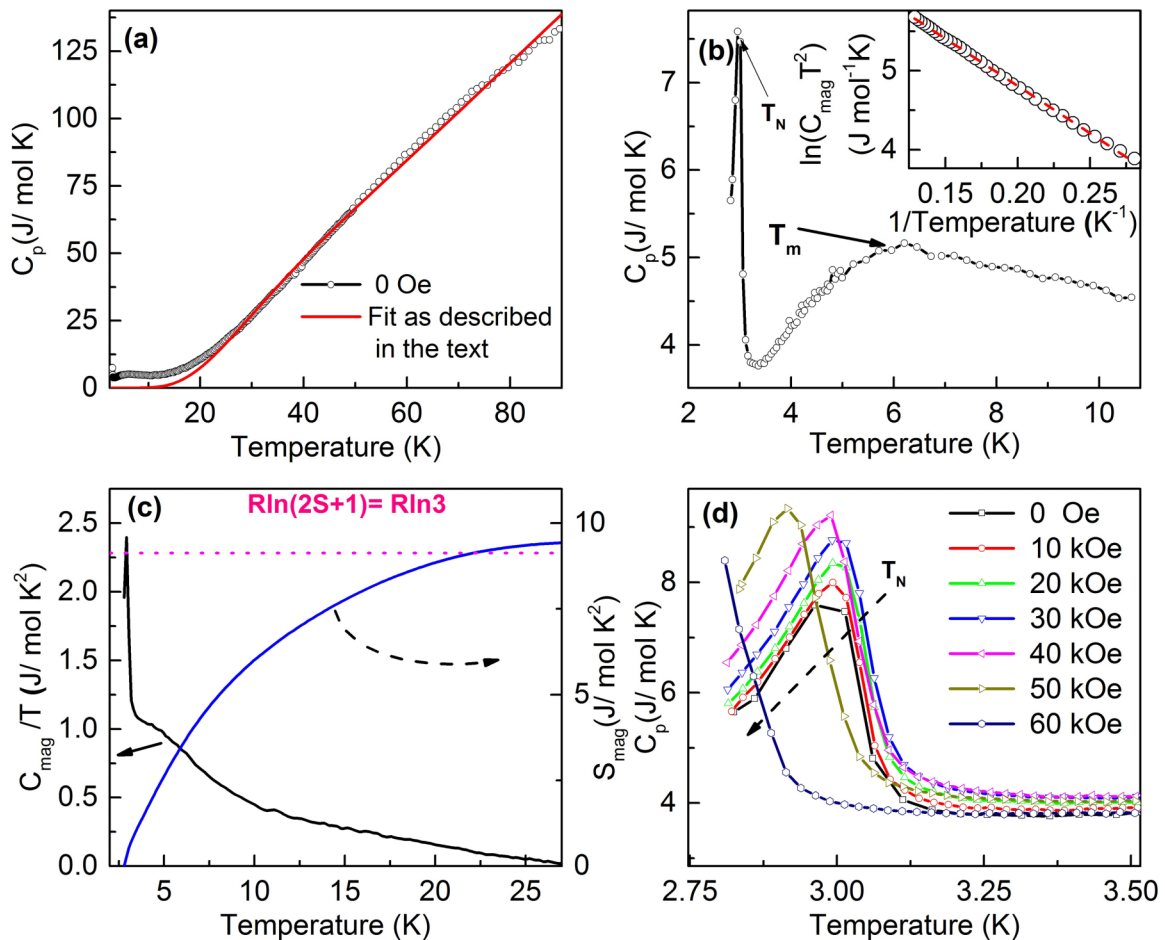 (a)
125
100
75
50
25
0
C_p(J/ mol K)
0 Oe
Fit as described
in the text
20 40 60 80
Temperature (K)
(b)
7
6
5
4
C_p(J/ mol K)
T_N
T_m
ln(C_mag T^2)
(J mol^-1 K)
5
4
0.15 0.20 0.25
1/Temperature (K^-1)
2 4 6 8 10
Temperature (K)
(c)
Rln(2S+1)= Rln3
2.5
2.0
1.5
1.0
0.5
0.0
C_mag /T (J/ mol K^2)
10
5
0
S_mag(J/ mol K^2)
5 10 15 20 25
Temperature (K)
(d)
8
6
4
C_p(J/ mol K)
T_N
0 Oe
10 kOe
20 kOe
30 kOe
40 kOe
50 kOe
60 kOe
2.75 3.00 3.25 3.50
Temperature (K)